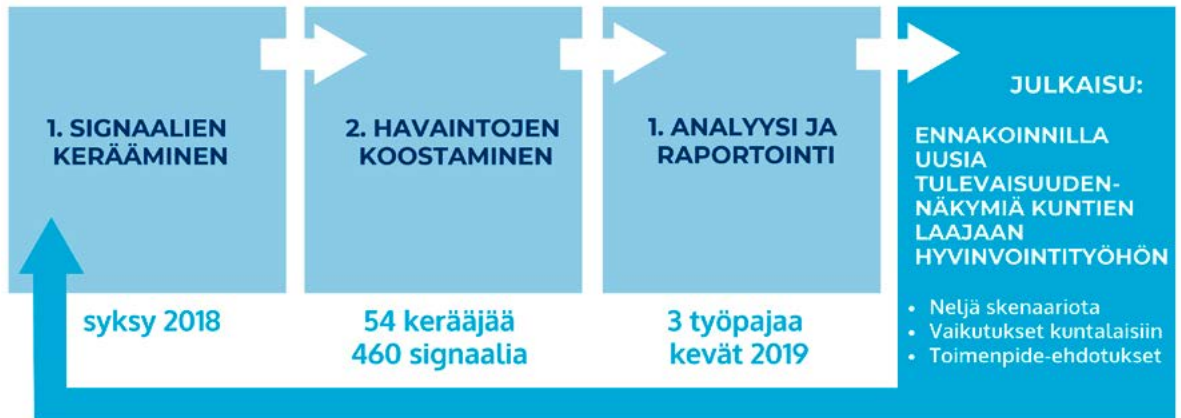 1. SIGNAALIEN
KERÄÄMINEN
syksy 2018
2. HAVAINTOJEN
KOOSTAMINEN
54 kerääjää
460 signaalia
1. ANALYYSI JA
RAPORTOINTI
3 työpajaa
kevät 2019
JULKAISU:
ENNAKOINNILLA
UUSIA
TULEVAISUUDEN-
NÄKYMIÄ KUNTIEN
LAAJAAN
HYVINVOINTITYÖHÖN
• Neljä skenaariota
• Vaikutukset kuntalaisiin
• Toimenpide-ehdotukset